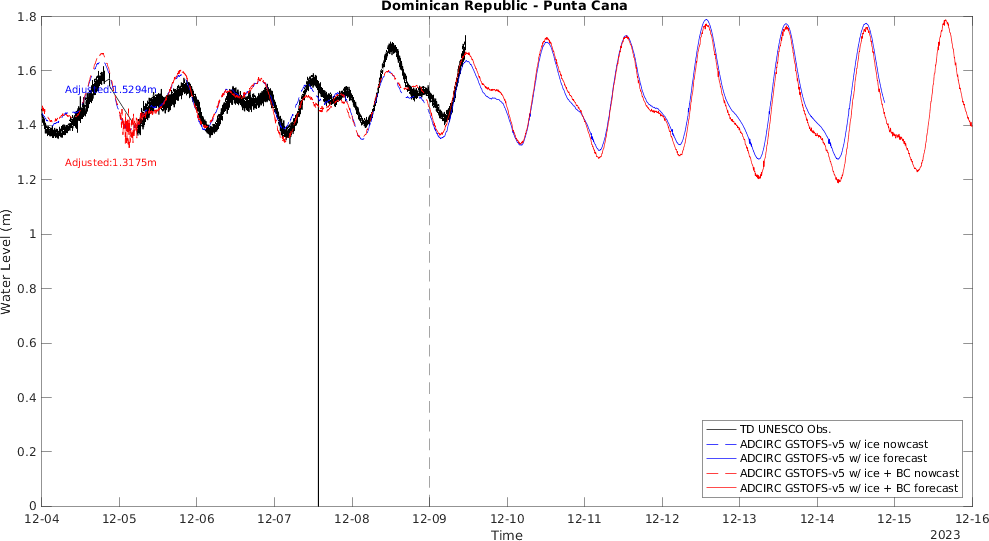 Dominican Republic - Punta Cana
Water Level (m)
1.8
1.6
1.4
1.2
1
0.8
0.6
0.4
0.2
0
Adjusted:1.5294m
Adjusted:1.3175m
TD UNESCO Obs.
ADCIRC GSTOFS-v5 w/ ice nowcast
ADCIRC GSTOFS-v5 w/ ice forecast
ADCIRC GSTOFS-v5 w/ ice + BC nowcast
ADCIRC GSTOFS-v5 w/ ice + BC forecast
12-04 12-05 12-06 12-07 12-08 12-09 12-10 12-11 12-12 12-13 12-14 12-15 12-16
Time
2023